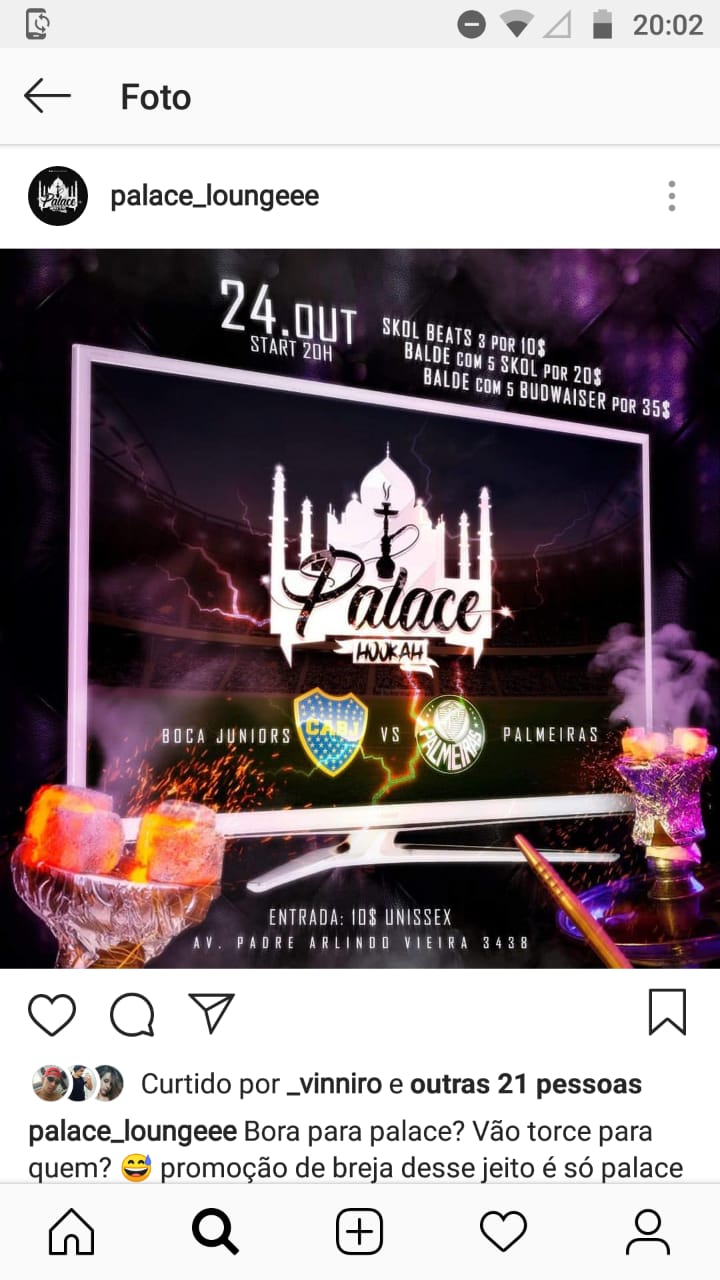 20:02
Foto
Palace
palace_loungeee
24.OUT
START 20H
SKOL BEATS 3 POR 10$
BALDE COM 5 SKOL POR 20$
BALDE COM 5 BUDWAISER POR 35$
Palace
HOOKAH
BOCA JUNIORS CABJ VS PALMEIRAS PALMEIRAS
ENTRADA: 10$ UNISSEX
AV. PADRE ARLINDO VIEIRA 3438
Curtido por _vinniro e outras 21 pessoas
palace_loungeee Bora para palace? Vão torce para
quem? 😅 promoção de breja desse jeito é só palace